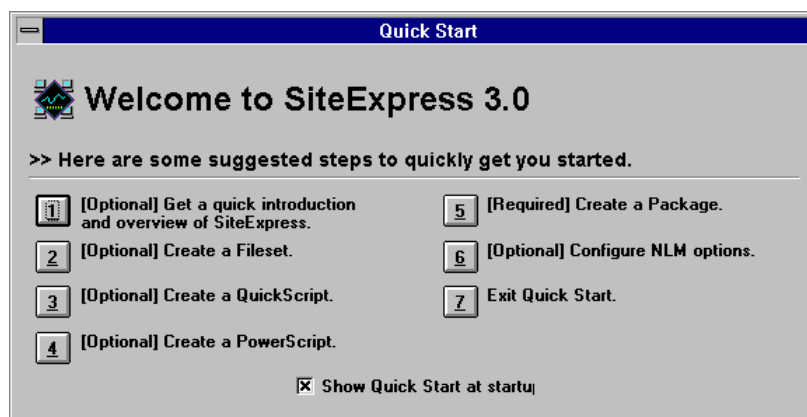 Quick Start
Welcome to SiteExpress 3.0
>> Here are some suggested steps to quickly get you started.
1 [Optional] Get a quick introduction
and overview of SiteExpress.
2 [Optional] Create a Fileset.
3 [Optional] Create a QuickScript.
4 [Optional] Create a PowerScript.
5 [Required] Create a Package.
6 [Optional] Configure NLM options.
7 Exit Quick Start.
Show Quick Start at